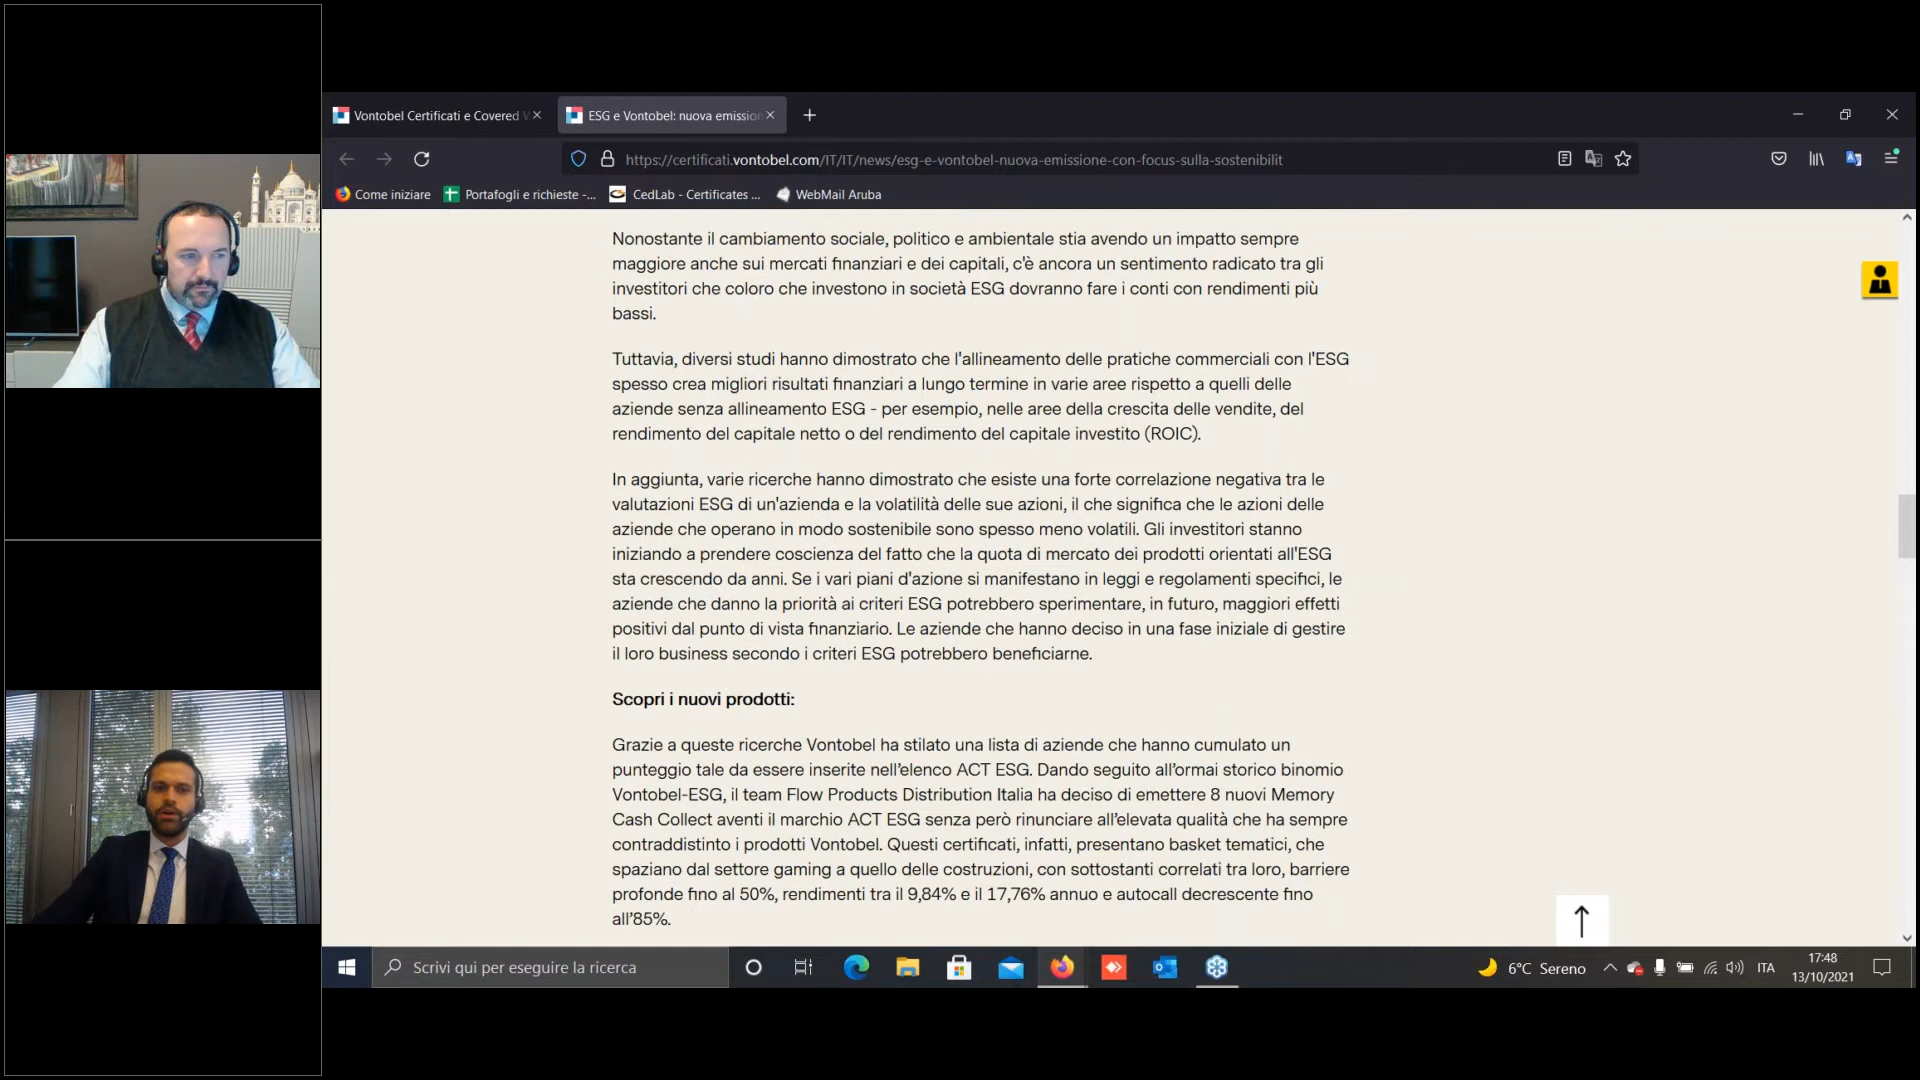 Vontobel Certificati e Covered W
ESG e Vontobel: nuova emission
https://certificati.vontobel.com/IT/IT/news/esg-e-vontobel-nuova-emissione-con-focus-sulla-sostenibilit
Come iniziare
Portafogli e richieste -...
CedLab - Certificates ...
WebMail Aruba
Nonostante il cambiamento sociale, politico e ambientale stia avendo un impatto sempre
maggiore anche sui mercati finanziari e dei capitali, c'è ancora un sentimento radicato tra gli
investitori che coloro che investono in società ESG dovranno fare i conti con rendimenti più
bassi.
Tuttavia, diversi studi hanno dimostrato che l'allineamento delle pratiche commerciali con l'ESG
spesso crea migliori risultati finanziari a lungo termine in varie aree rispetto a quelli delle
aziende senza allineamento ESG - per esempio, nelle aree della crescita delle vendite, del
rendimento del capitale netto o del rendimento del capitale investito (ROIC).
In aggiunta, varie ricerche hanno dimostrato che esiste una forte correlazione negativa tra le
valutazioni ESG di un'azienda e la volatilità delle sue azioni, il che significa che le azioni delle
aziende che operano in modo sostenibile sono spesso meno volatili. Gli investitori stanno
iniziando a prendere coscienza del fatto che la quota di mercato dei prodotti orientati all'ESG
sta crescendo da anni. Se i vari piani d'azione si manifestano in leggi e regolamenti specifici, le
aziende che danno la priorità ai criteri ESG potrebbero sperimentare, in futuro, maggiori effetti
positivi dal punto di vista finanziario. Le aziende che hanno deciso in una fase iniziale di gestire
il loro business secondo i criteri ESG potrebbero beneficiarne.
Scopri i nuovi prodotti:
Grazie a queste ricerche Vontobel ha stilato una lista di aziende che hanno cumulato un
punteggio tale da essere inserite nell'elenco ACT ESG. Dando seguito all'ormai storico binomio
Vontobel-ESG, il team Flow Products Distribution Italia ha deciso di emettere 8 nuovi Memory
Cash Collect aventi il marchio ACT ESG senza però rinunciare all'elevata qualità che ha sempre
contraddistinto i prodotti Vontobel. Questi certificati, infatti, presentano basket tematici, che
spaziano dal settore gaming a quello delle costruzioni, con sottostanti correlati tra loro, barriere
profonde fino al 50%, rendimenti tra il 9,84% e il 17,76% annuo e autocall decrescente fino
all'85%.
Scrivi qui per eseguire la ricerca
6°C Sereno
ITA
17:48
13/10/2021